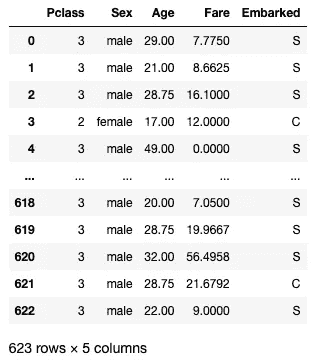 Pclass Sex Age Fare Embarked
0 3 male 29.00 7.7750 S
1 3 male 21.00 8.6625 S
2 3 male 28.75 16.1000 S
3 2 female 17.00 12.0000 C
4 3 male 49.00 0.0000 S
... ... ... ... ... ...
618 3 male 20.00 7.0500 S
619 3 male 28.75 19.9667 S
620 3 male 32.00 56.4958 S
621 3 male 28.75 21.6792 C
622 3 male 22.00 9.0000 S
623 rows × 5 columns